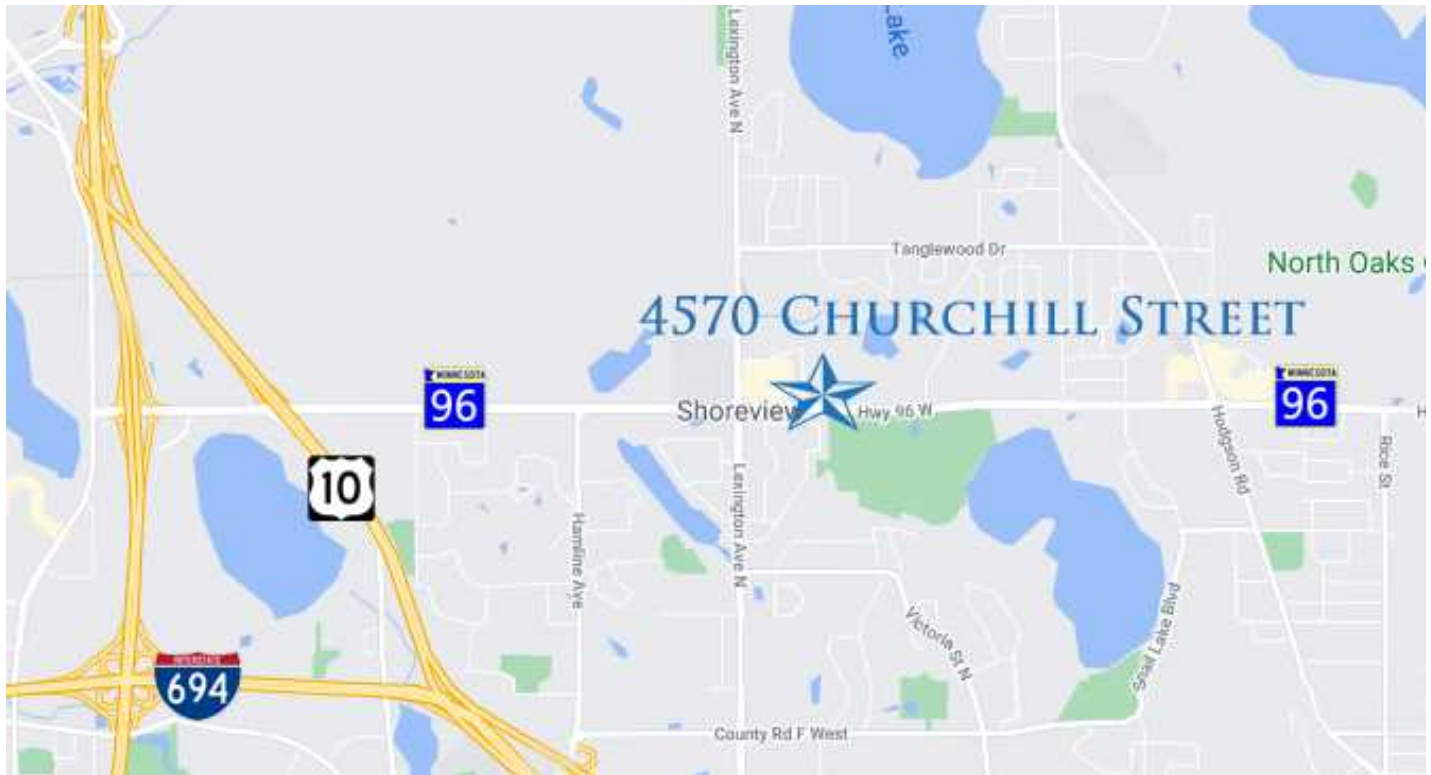 Lake
Lexington Ave N
Tanglewood Dr
North Oaks
4570 Churchill Street
MINNESOTA
96
Shoreview
Hwy 96 W
MINNESOTA
96
H
10
Hodgson Rd
Rice St
Lexington Ave N
Hamline Ave
Victoria St N
Snail Lake Blvd
INTERSTATE
694
County Rd F West